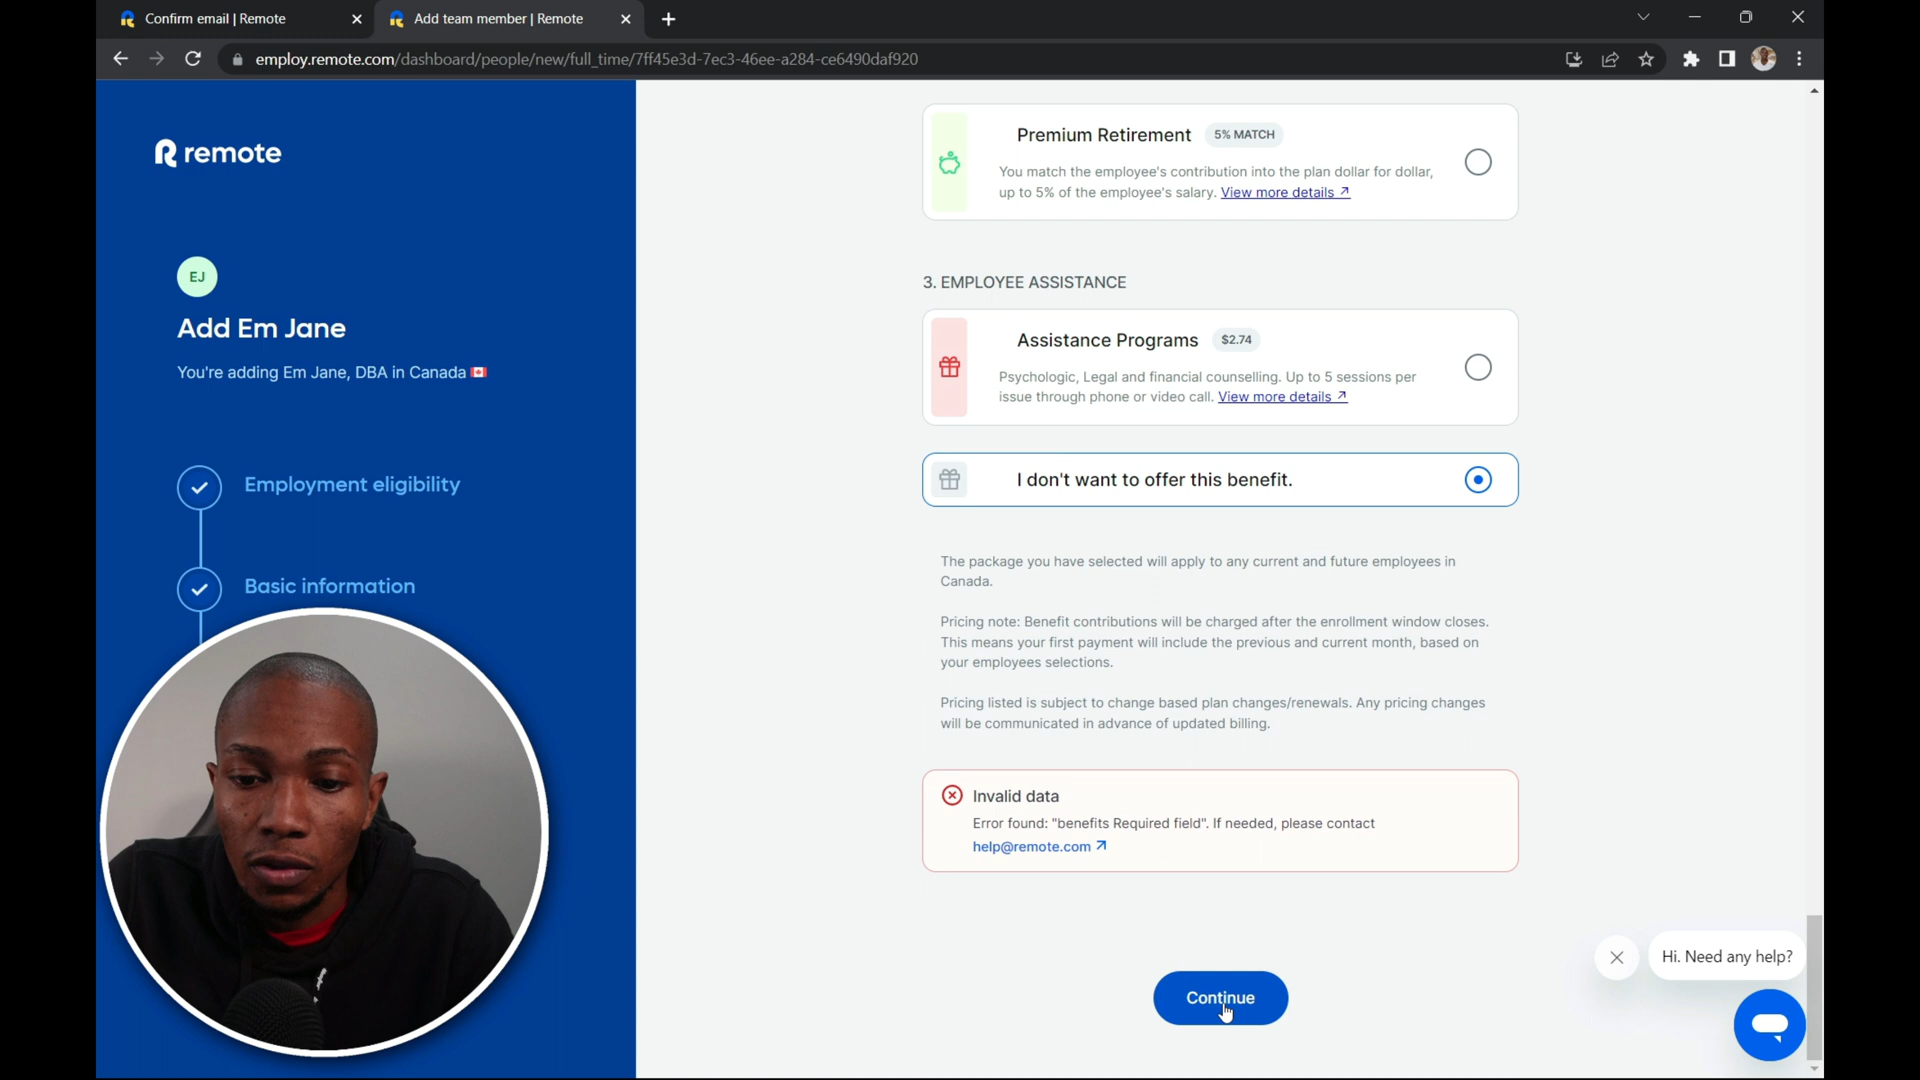 Confirm email | Remote
Add team member | Remote
employ.remote.com/dashboard/people/new/full_time/7ff45e3d-7ec3-46ee-a284-ce6490daf920
remote
EJ
Add Em Jane
You're adding Em Jane, DBA in Canada
Employment eligibility
Basic information
Premium Retirement 5% MATCH
You match the employee's contribution into the plan dollar for dollar,
up to 5% of the employee's salary. View more details ↗
3. EMPLOYEE ASSISTANCE
Assistance Programs $2.74
Psychologic, Legal and financial counselling. Up to 5 sessions per
issue through phone or video call. View more details ↗
I don't want to offer this benefit.
The package you have selected will apply to any current and future employees in
Canada.
Pricing note: Benefit contributions will be charged after the enrollment window closes.
This means your first payment will include the previous and current month, based on
your employees selections.
Pricing listed is subject to change based plan changes/renewals. Any pricing changes
will be communicated in advance of updated billing.
Invalid data
Error found: "benefits Required field". If needed, please contact
help@remote.com ↗
Continue
Hi. Need any help?